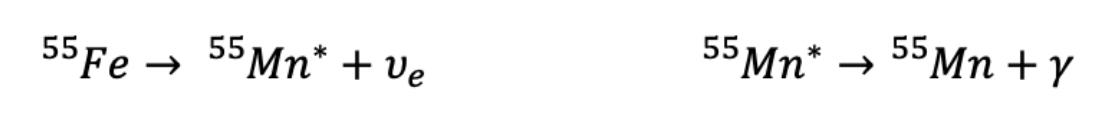 ⁵⁵Fe → ⁵⁵Mn* + υₑ ⁵⁵Mn* → ⁵⁵Mn + γ